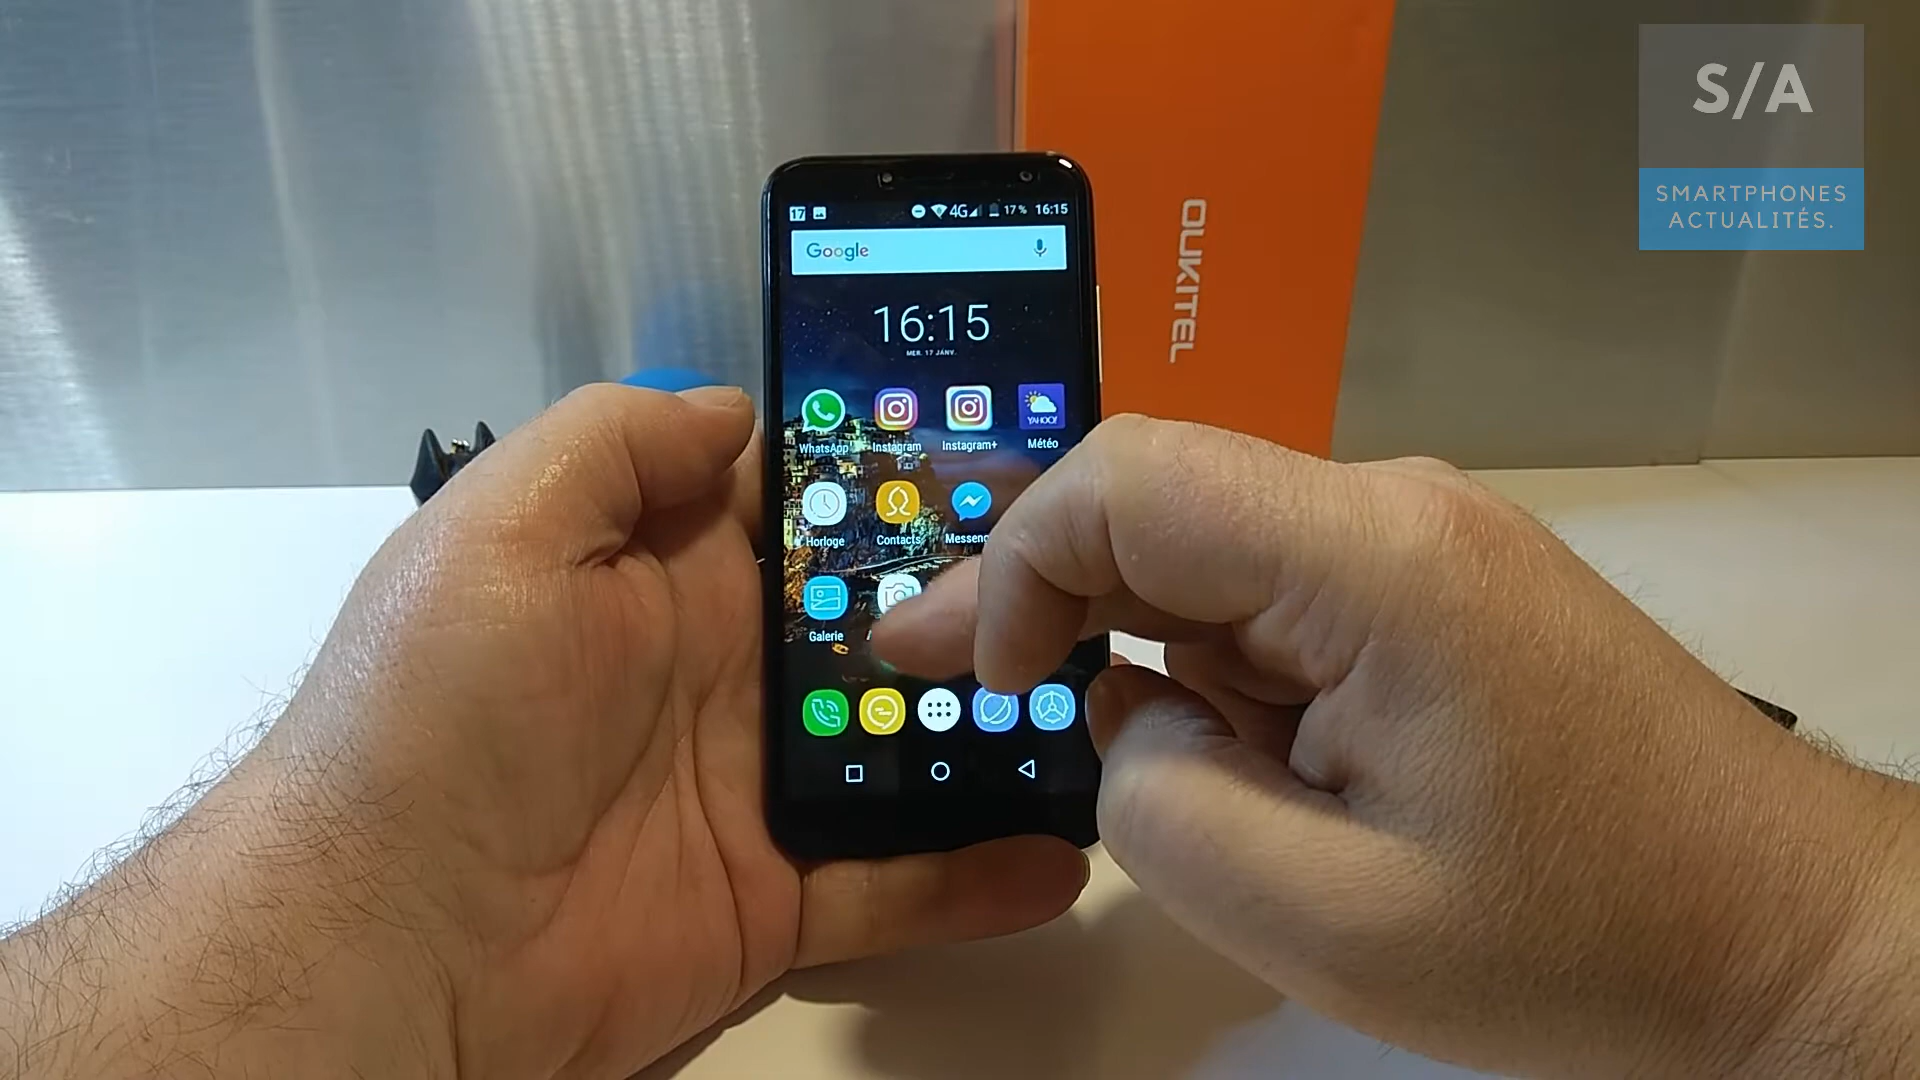 S/A
SMARTPHONES
ACTUALITÉS.
OUKITEL
17
4G
17 %
16:15
Google
16:15
MER. 17 JANV.
WhatsApp
Instagram
Instagram+
YAHOO!
Météo
Horloge
Contacts
Messeng
Galerie